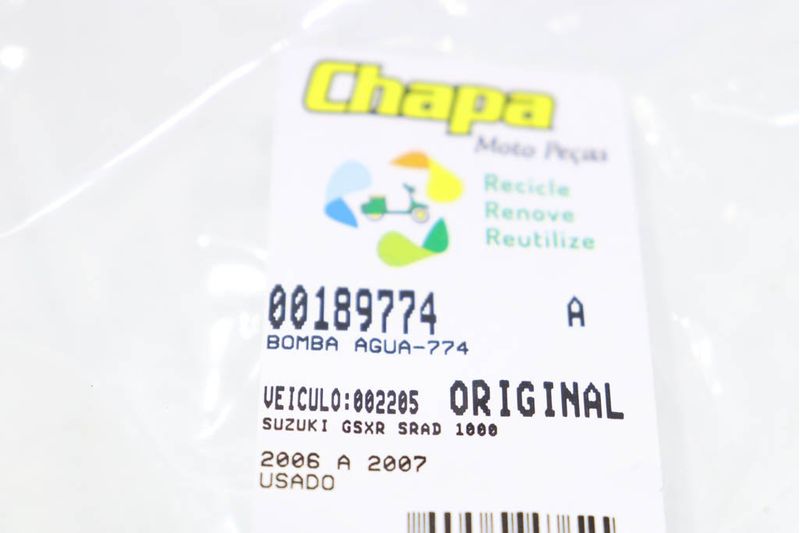 Chapa
Moto Peças
Recicle
Renove
Reutilize
00189774 A
BOMBA AGUA-774
VEICULO:002205 ORIGINAL
SUZUKI GSXR SRAD 1000
2006 A 2007
USADO